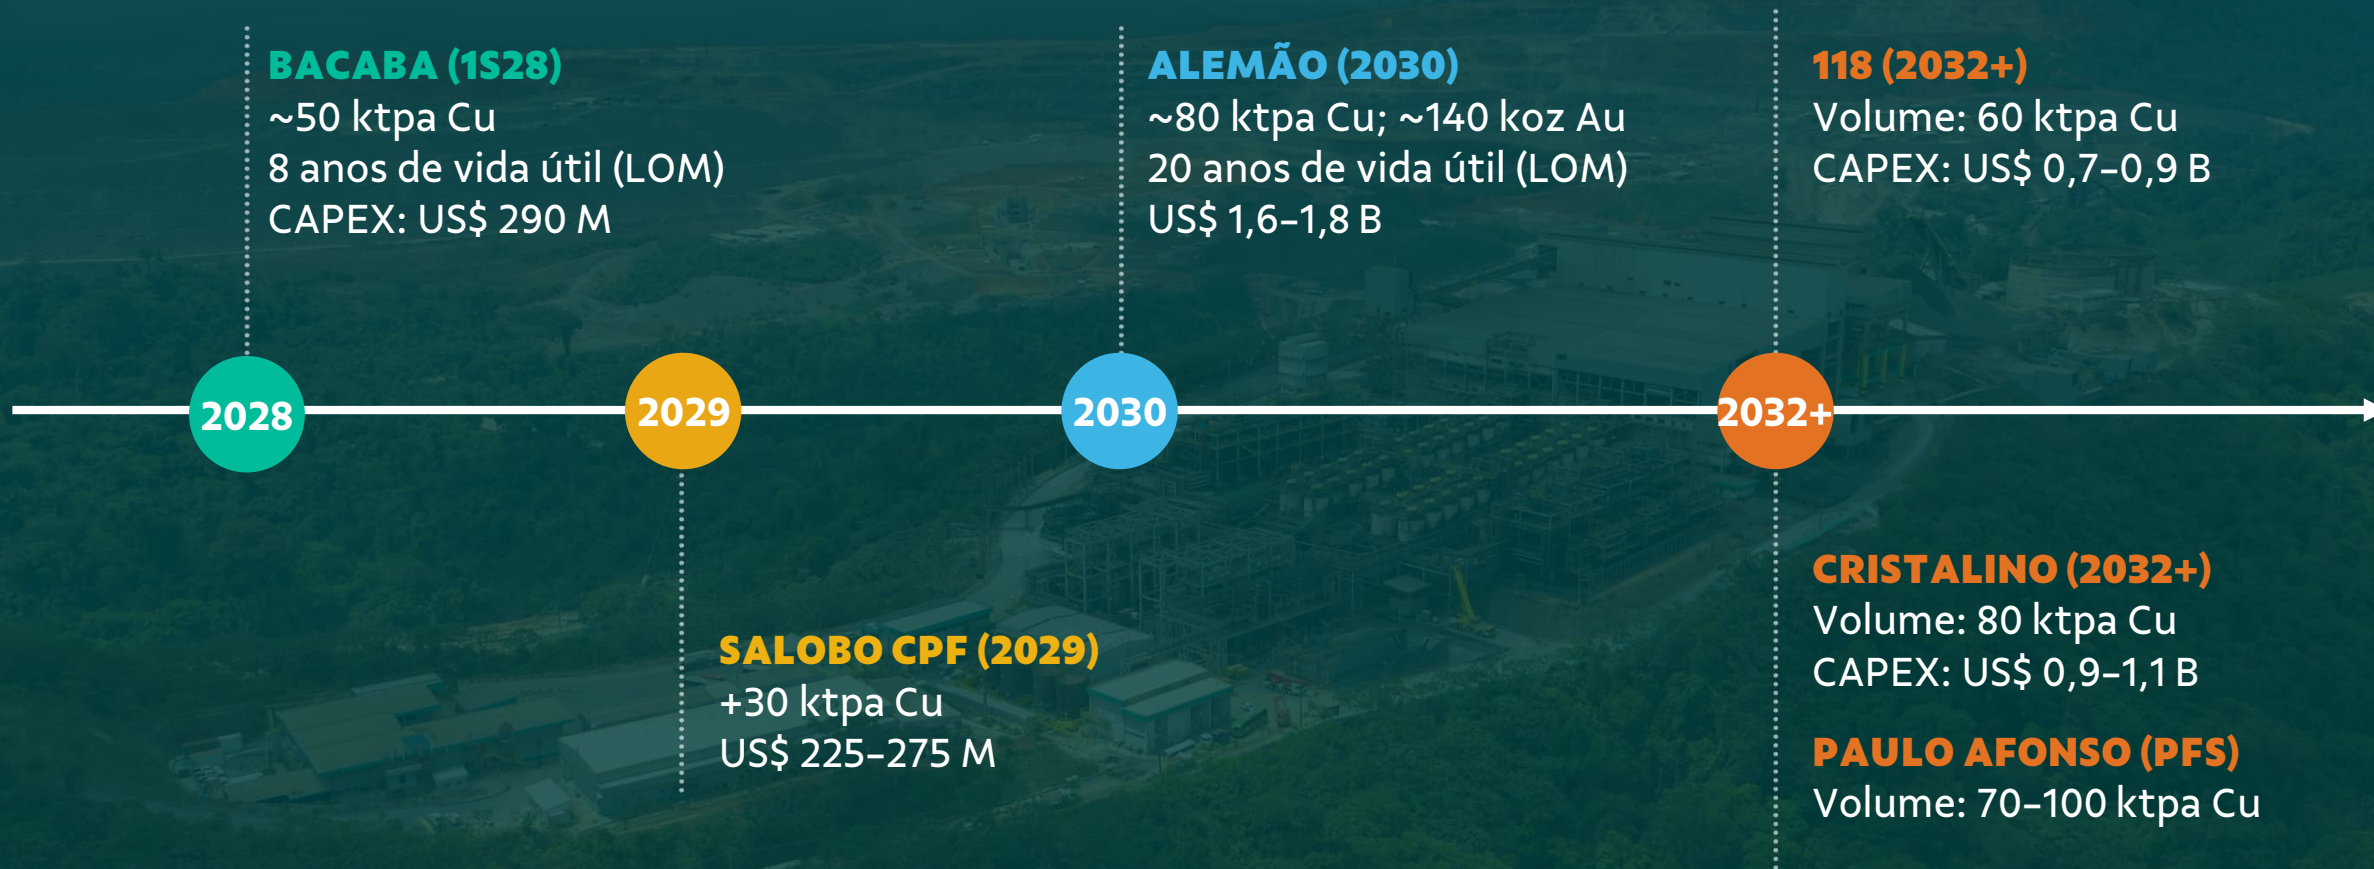 BACABA (1S28)
~50 ktpa Cu
8 anos de vida útil (LOM)
CAPEX: US$ 290 M
ALEMÃO (2030)
~80 ktpa Cu; ~140 koz Au
20 anos de vida útil (LOM)
US$ 1,6–1,8 B
118 (2032+)
Volume: 60 ktpa Cu
CAPEX: US$ 0,7–0,9 B
2028
2029
2030
2032+
SALOBO CPF (2029)
+30 ktpa Cu
US$ 225–275 M
CRISTALINO (2032+)
Volume: 80 ktpa Cu
CAPEX: US$ 0,9–1,1 B
PAULO AFONSO (PFS)
Volume: 70–100 ktpa Cu